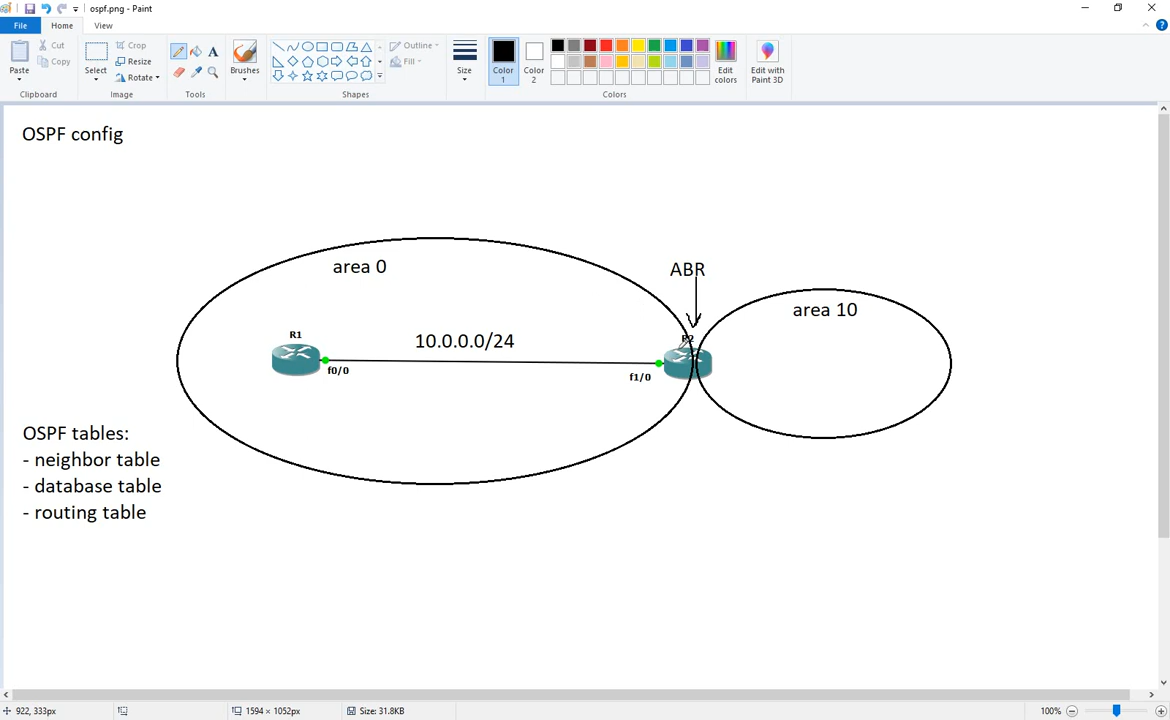 ospf.png - Paint
File Home View
Paste
Cut
Copy
Clipboard
Select
Crop
Resize
Rotate
Image
Tools
A
Brushes
Shapes
Outline
Fill
Size
Color 1
Color 2
Colors
Edit colors
Edit with Paint 3D
OSPF config
area 0
ABR
area 10
R1
R2
10.0.0.0/24
f0/0
f1/0
OSPF tables:
- neighbor table
- database table
- routing table
922, 333px
1594 × 1052px
Size: 31.8KB
100%